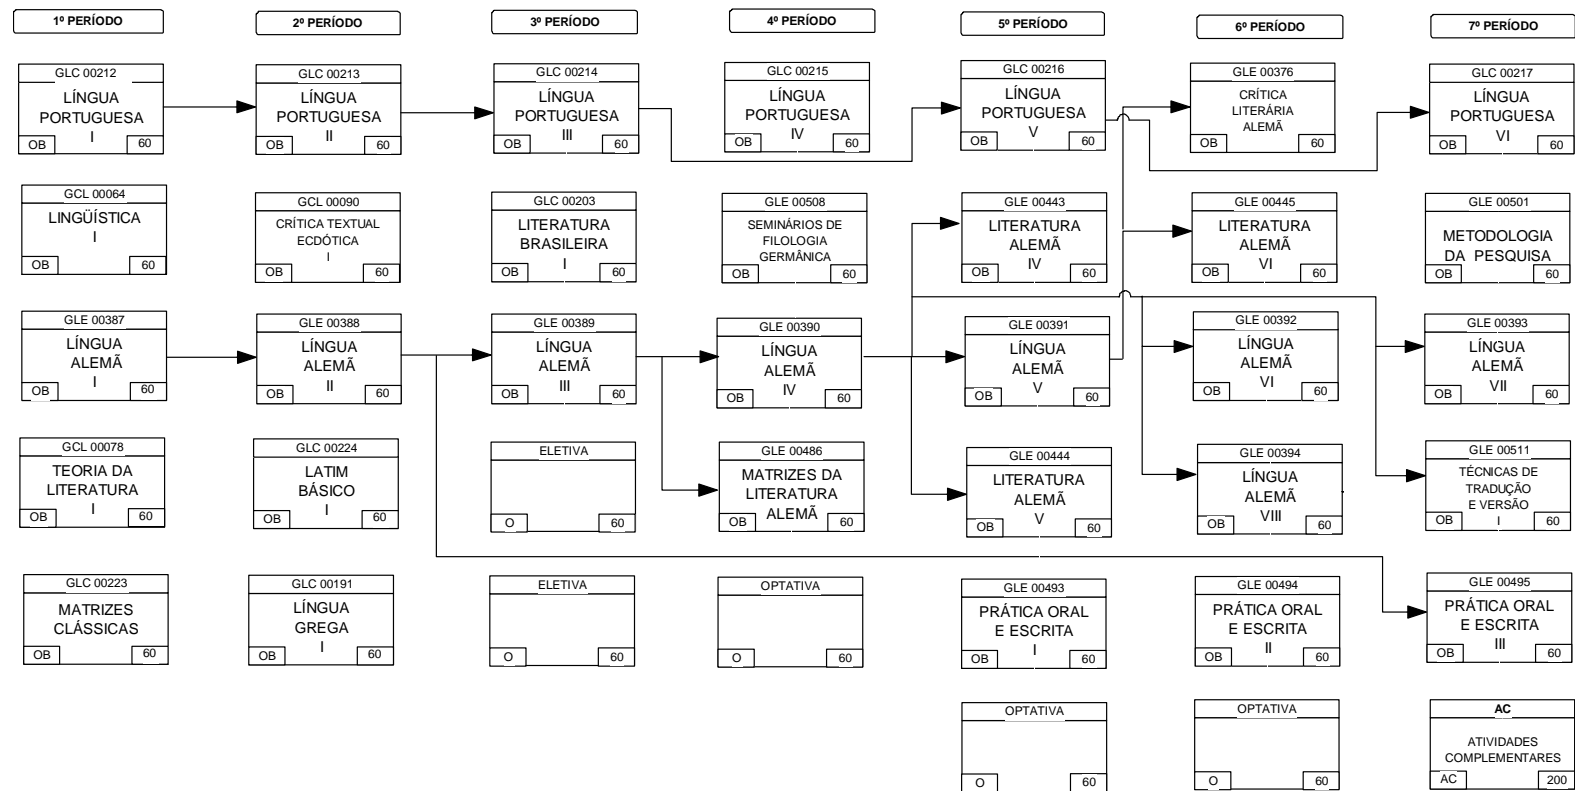 1º PERÍODO
2º PERÍODO
3º PERÍODO
4º PERÍODO
5º PERÍODO
6º PERÍODO
7º PERÍODO
GLC 00212
LÍNGUA
PORTUGUESA
I
OB
60
GLC 00213
LÍNGUA
PORTUGUESA
II
OB
60
GLC 00214
LÍNGUA
PORTUGUESA
III
OB
60
GLC 00215
LÍNGUA
PORTUGUESA
IV
OB
60
GLC 00216
LÍNGUA
PORTUGUESA
V
OB
60
GLE 00376
CRÍTICA
LITERÁRIA
ALEMÃ
OB
60
GLC 00217
LÍNGUA
PORTUGUESA
VI
OB
60
GCL 00064
LINGÜÍSTICA
I
OB
60
GCL 00090
CRÍTICA TEXTUAL
ECDÓTICA
I
OB
60
GLC 00203
LITERATURA
BRASILEIRA
I
OB
60
GLE 00508
SEMINÁRIOS DE
FILOLOGIA
GERMÂNICA
OB
60
GLE 00443
LITERATURA
ALEMÃ
IV
OB
60
GLE 00445
LITERATURA
ALEMÃ
VI
OB
60
GLE 00501
METODOLOGIA
DA PESQUISA
OB
60
GLE 00387
LÍNGUA
ALEMÃ
I
OB
60
GLE 00388
LÍNGUA
ALEMÃ
II
OB
60
GLE 00389
LÍNGUA
ALEMÃ
III
OB
60
GLE 00390
LÍNGUA
ALEMÃ
IV
OB
60
GLE 00391
LÍNGUA
ALEMÃ
V
OB
60
GLE 00392
LÍNGUA
ALEMÃ
VI
OB
60
GLE 00393
LÍNGUA
ALEMÃ
VII
OB
60
GCL 00078
TEORIA DA
LITERATURA
I
OB
60
GLC 00224
LATIM
BÁSICO
I
OB
60
ELETIVA
O
60
GLE 00486
MATRIZES DA
LITERATURA
ALEMÃ
OB
60
GLE 00444
LITERATURA
ALEMÃ
V
OB
60
GLE 00394
LÍNGUA
ALEMÃ
VIII
OB
60
GLE 00511
TÉCNICAS DE
TRADUÇÃO
E VERSÃO
I
OB
60
GLC 00223
MATRIZES
CLÁSSICAS
OB
60
GLC 00191
LÍNGUA
GREGA
I
OB
60
ELETIVA
O
60
OPTATIVA
O
60
GLE 00493
PRÁTICA ORAL
E ESCRITA
I
OB
60
GLE 00494
PRÁTICA ORAL
E ESCRITA
II
OB
60
GLE 00495
PRÁTICA ORAL
E ESCRITA
III
OB
60
OPTATIVA
O
60
OPTATIVA
O
60
AC
ATIVIDADES
COMPLEMENTARES
AC
200